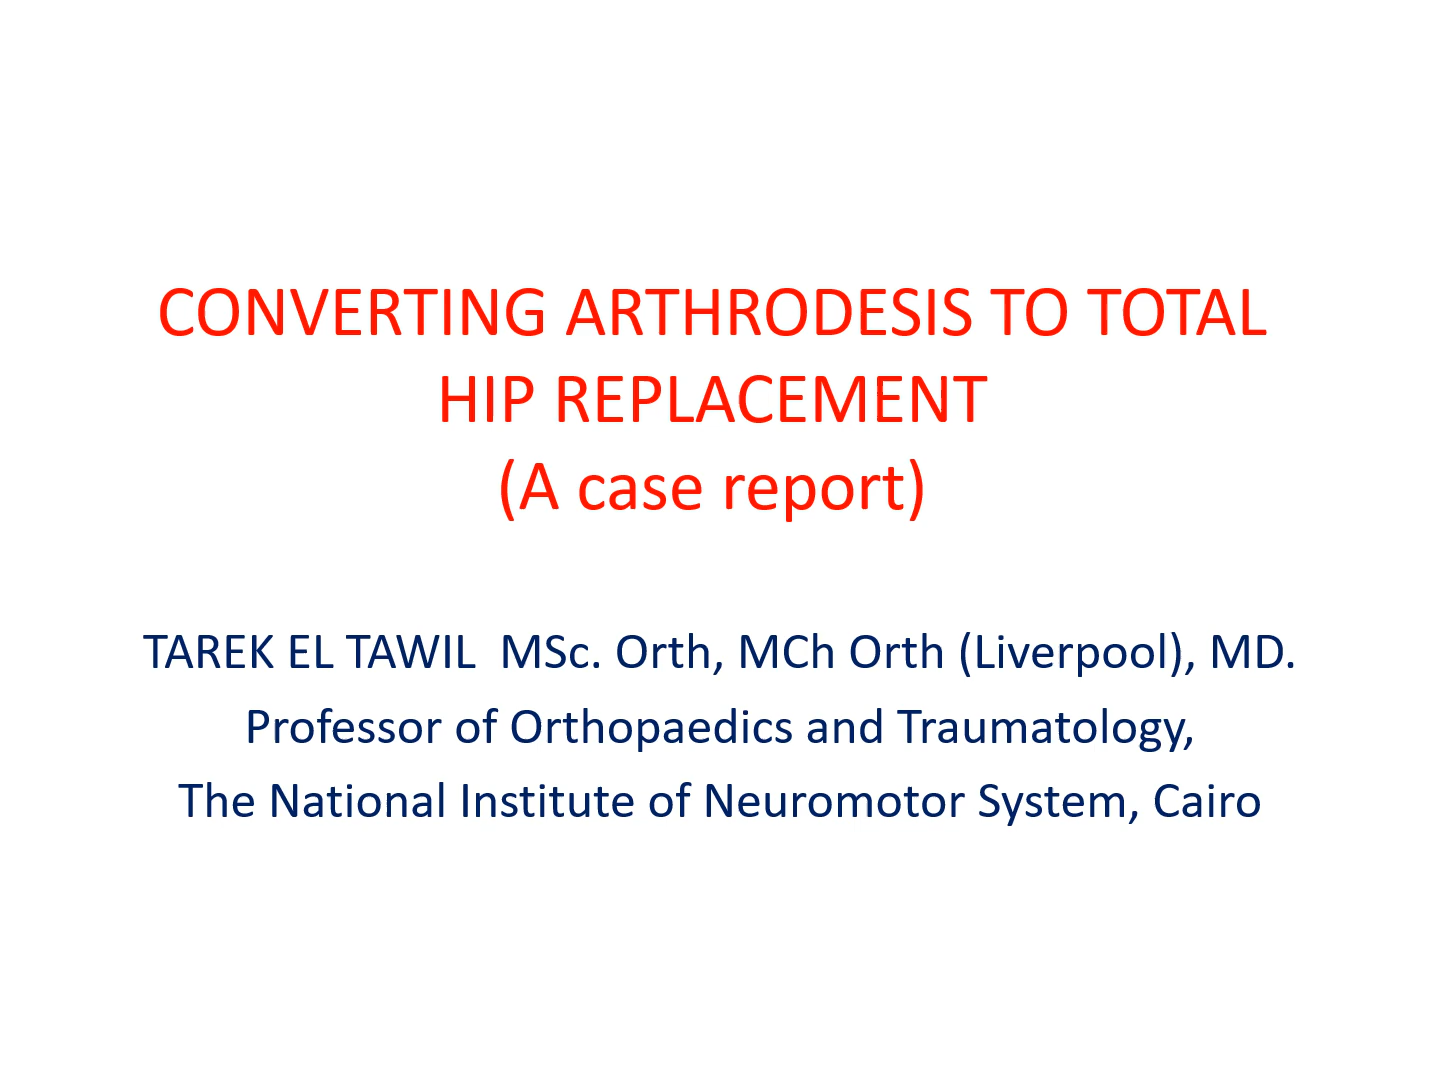 CONVERTING ARTHRODESIS TO TOTAL
HIP REPLACEMENT
(A case report)
TAREK EL TAWIL  MSc. Orth, MCh Orth (Liverpool), MD.
Professor of Orthopaedics and Traumatology,
The National Institute of Neuromotor System, Cairo